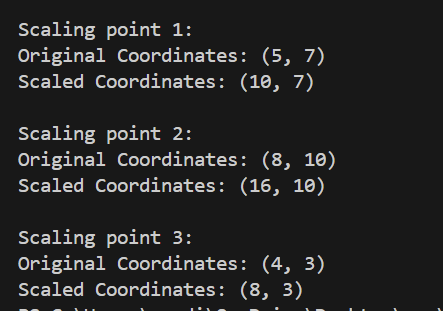 Scaling point 1:
Original Coordinates: (5, 7)
Scaled Coordinates: (10, 7)
Scaling point 2:
Original Coordinates: (8, 10)
Scaled Coordinates: (16, 10)
Scaling point 3:
Original Coordinates: (4, 3)
Scaled Coordinates: (8, 3)